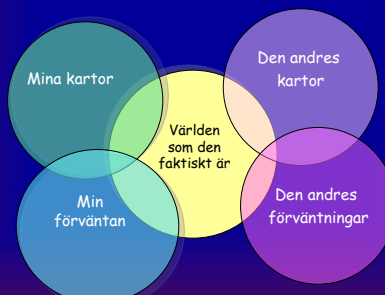 Mina kartor
Den andres
kartor
Världen
som den
faktiskt är
Min
förväntan
Den andres
förväntningar